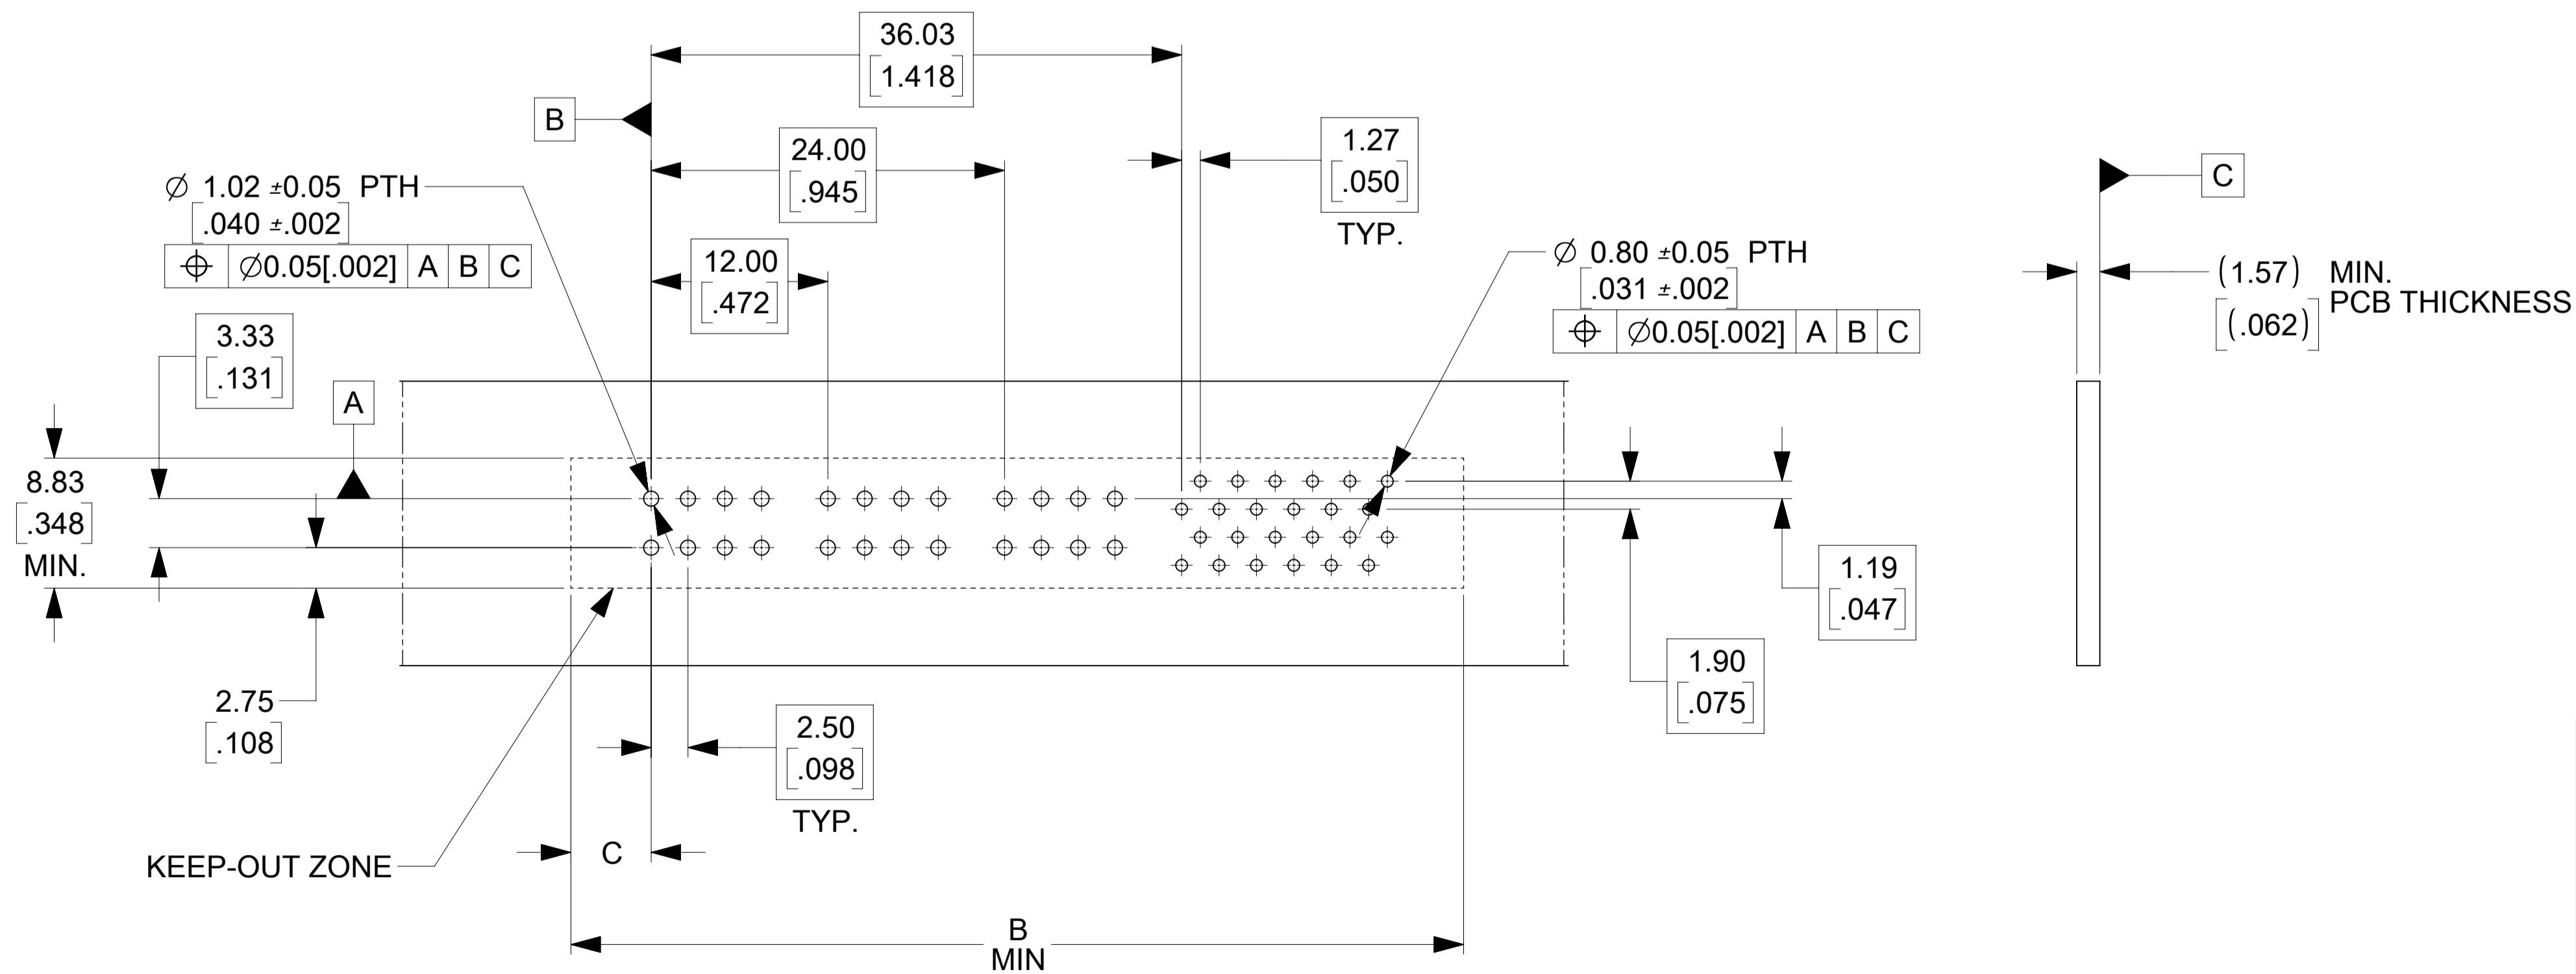 36.03
[1.418]
B
24.00
[.945]
1.27
[.050]
TYP.
C
⌀ 1.02 ±0.05 PTH
[.040 ±.002]
⌖ ⌀0.05[.002] A B C
12.00
[.472]
⌀ 0.80 ±0.05 PTH
[.031 ±.002]
⌖ ⌀0.05[.002] A B C
(1.57) MIN.
PCB THICKNESS
[(.062)]
3.33
[.131]
A
8.83
[.348]
MIN.
1.19
[.047]
1.90
[.075]
2.75
[.108]
2.50
[.098]
TYP.
C
KEEP-OUT ZONE
B
MIN